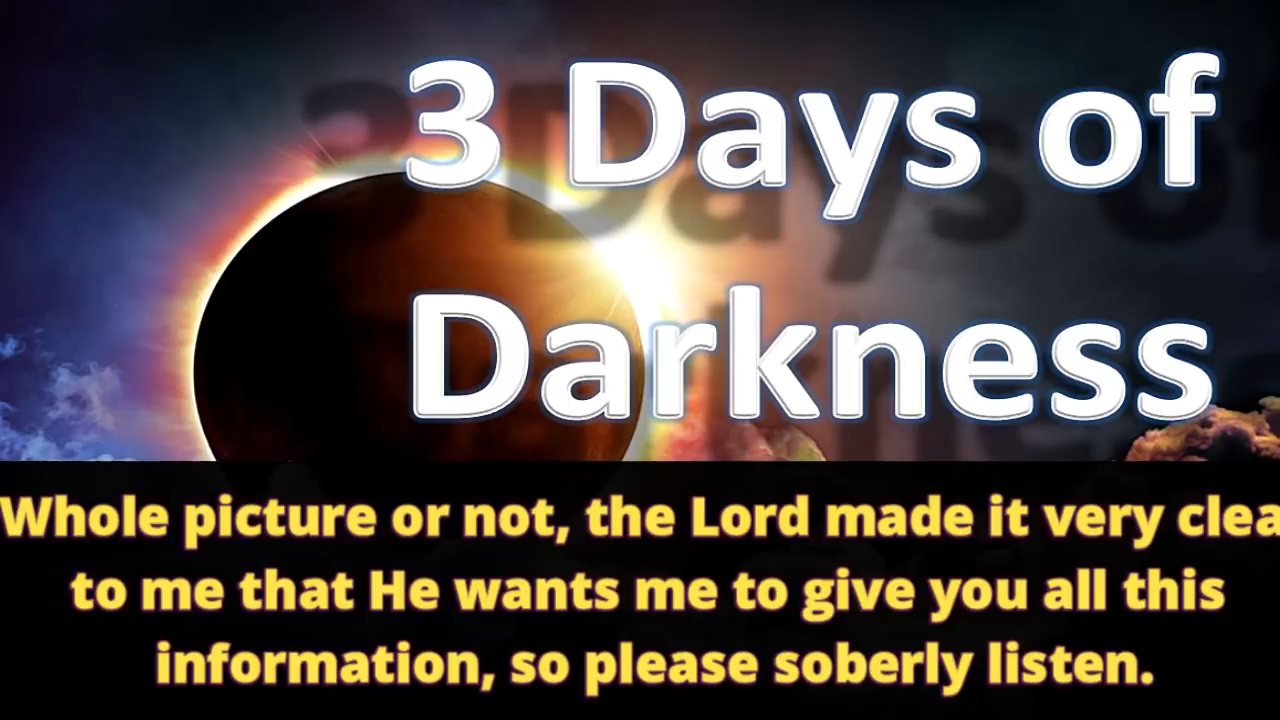 3 Days of
Darkness
Whole picture or not, the Lord made it very clea
to me that He wants me to give you all this
information, so please soberly listen.